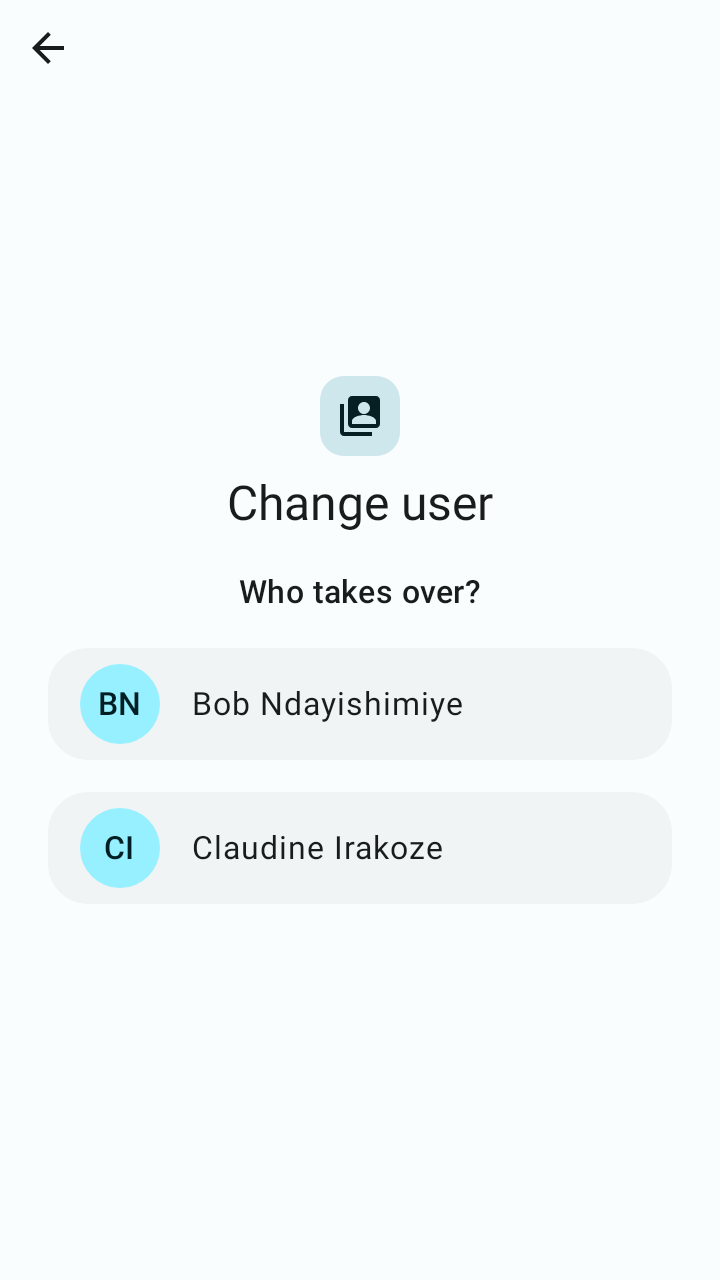 Change user
Who takes over?
BN Bob Ndayishimiye
CI Claudine Irakoze